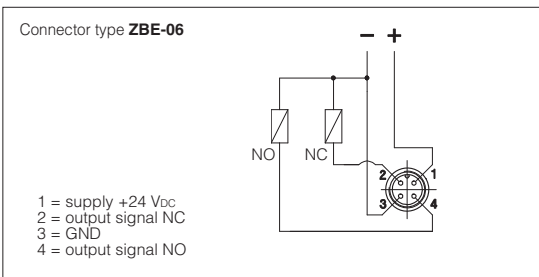 Connector type ZBE-06
− +
NO NC
2 1
3 4
1 = supply +24 VDC
2 = output signal NC
3 = GND
4 = output signal NO